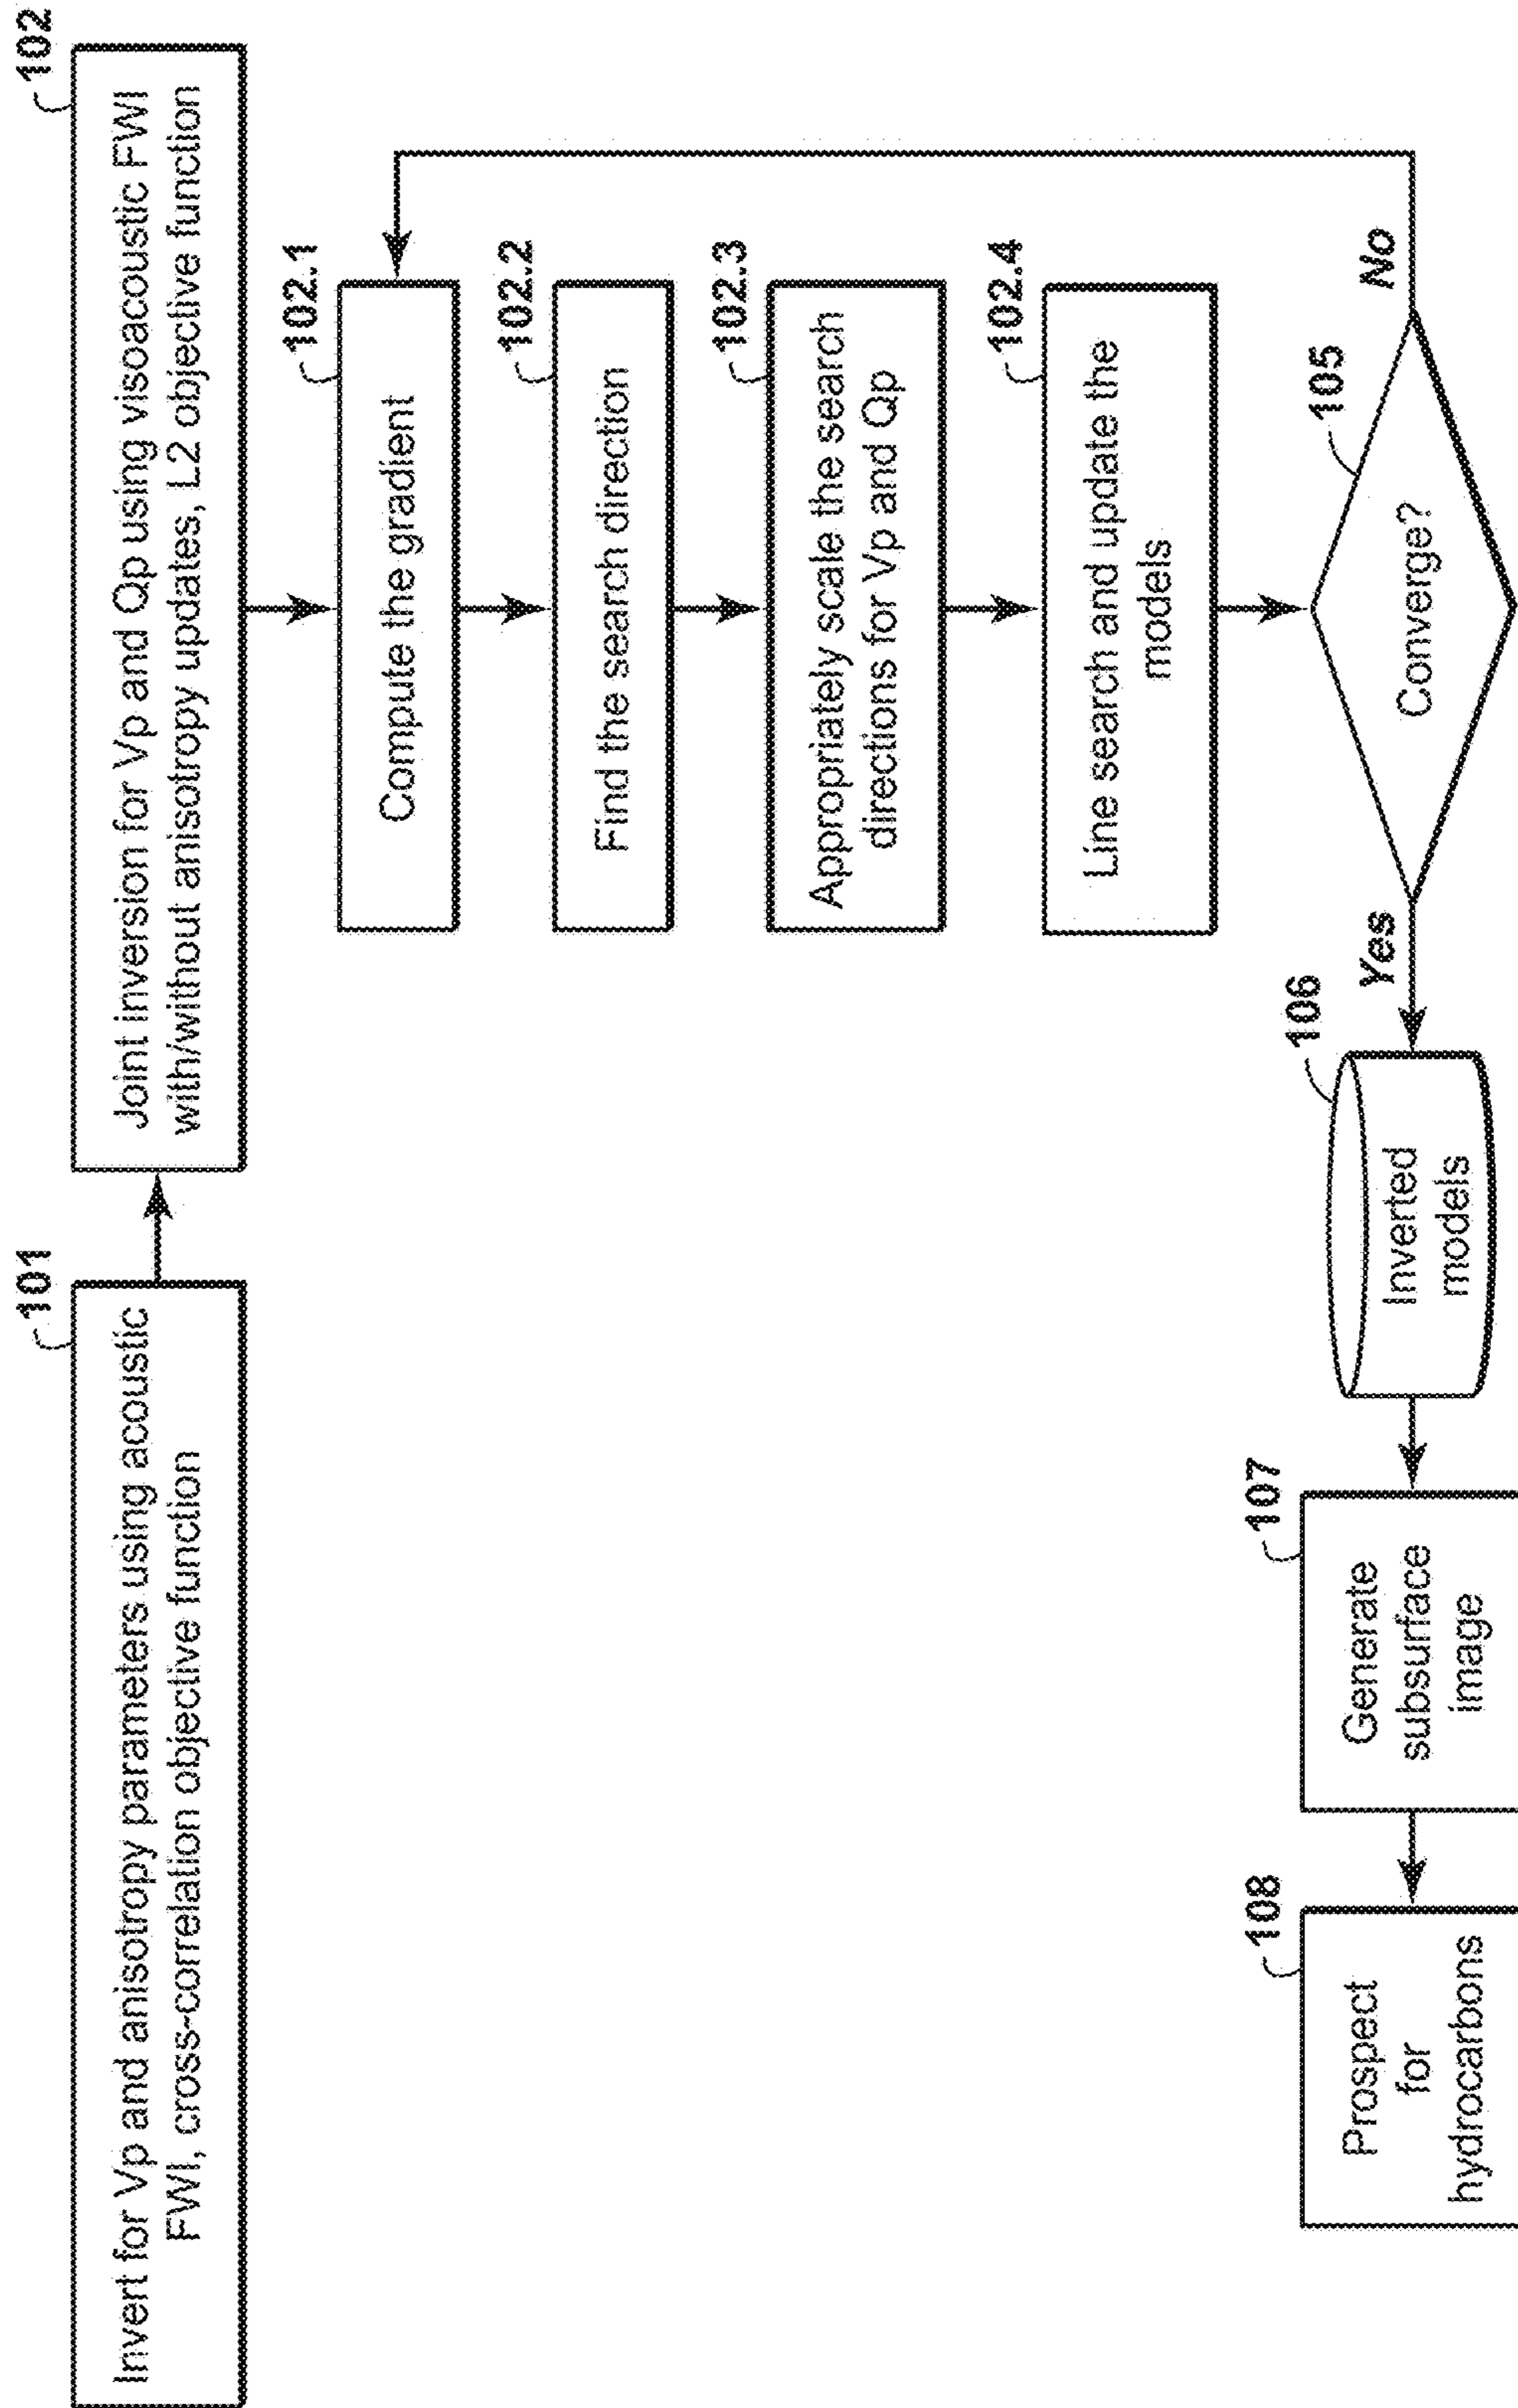 101
Invert for Vp and anisotropy parameters using acoustic
FWI, cross-correlation objective function
102
Joint inversion for Vp and Qp using visoacoustic FWI
with/without anisotropy updates, L2 objective function
102.1
Compute the gradient
102.2
Find the search direction
102.3
Appropriately scale the search
directions for Vp and Qp
102.4
Line search and update the
models
105
Converge?
No
Yes
106
Inverted
models
107
Generate
subsurface
image
108
Prospect
for
hydrocarbons